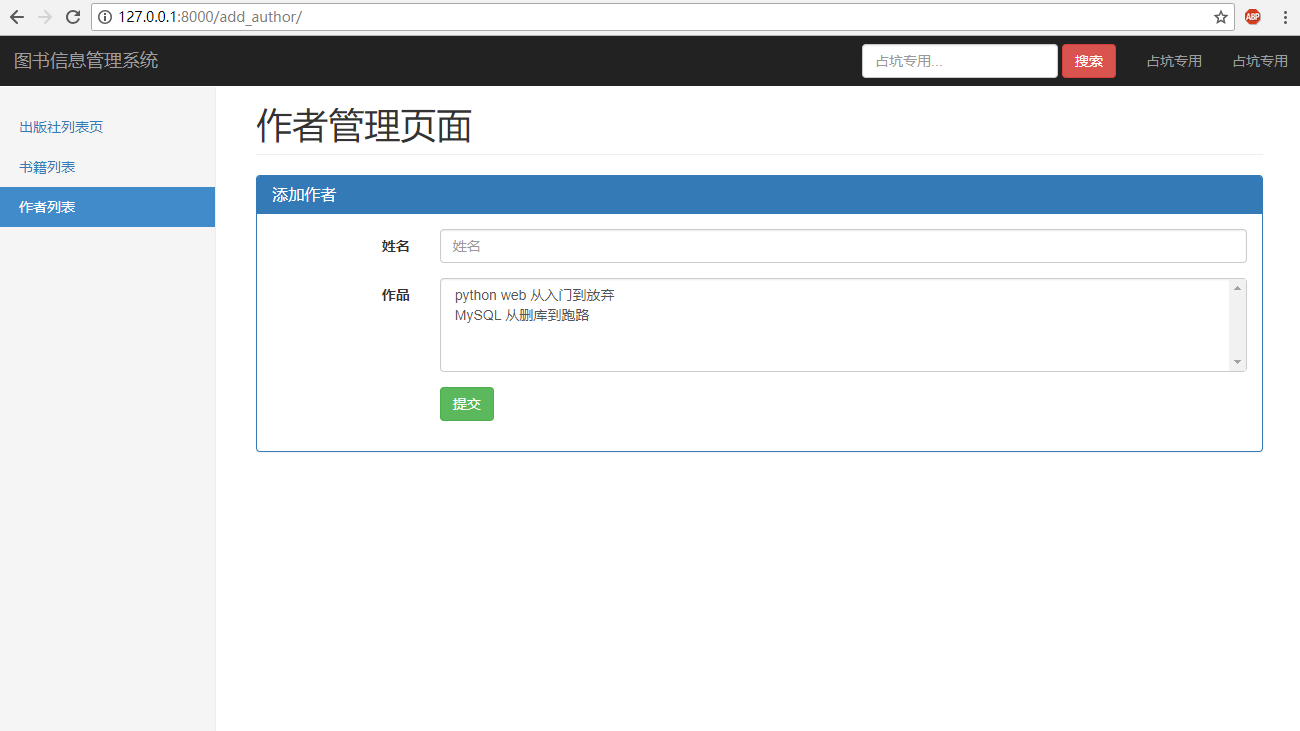 127.0.0.1:8000/add_author/
ABP
图书信息管理系统
占坑专用...
搜索
占坑专用
占坑专用
出版社列表页
书籍列表
作者列表
作者管理页面
添加作者
姓名
姓名
作品
python web 从入门到放弃
MySQL 从删库到跑路
提交